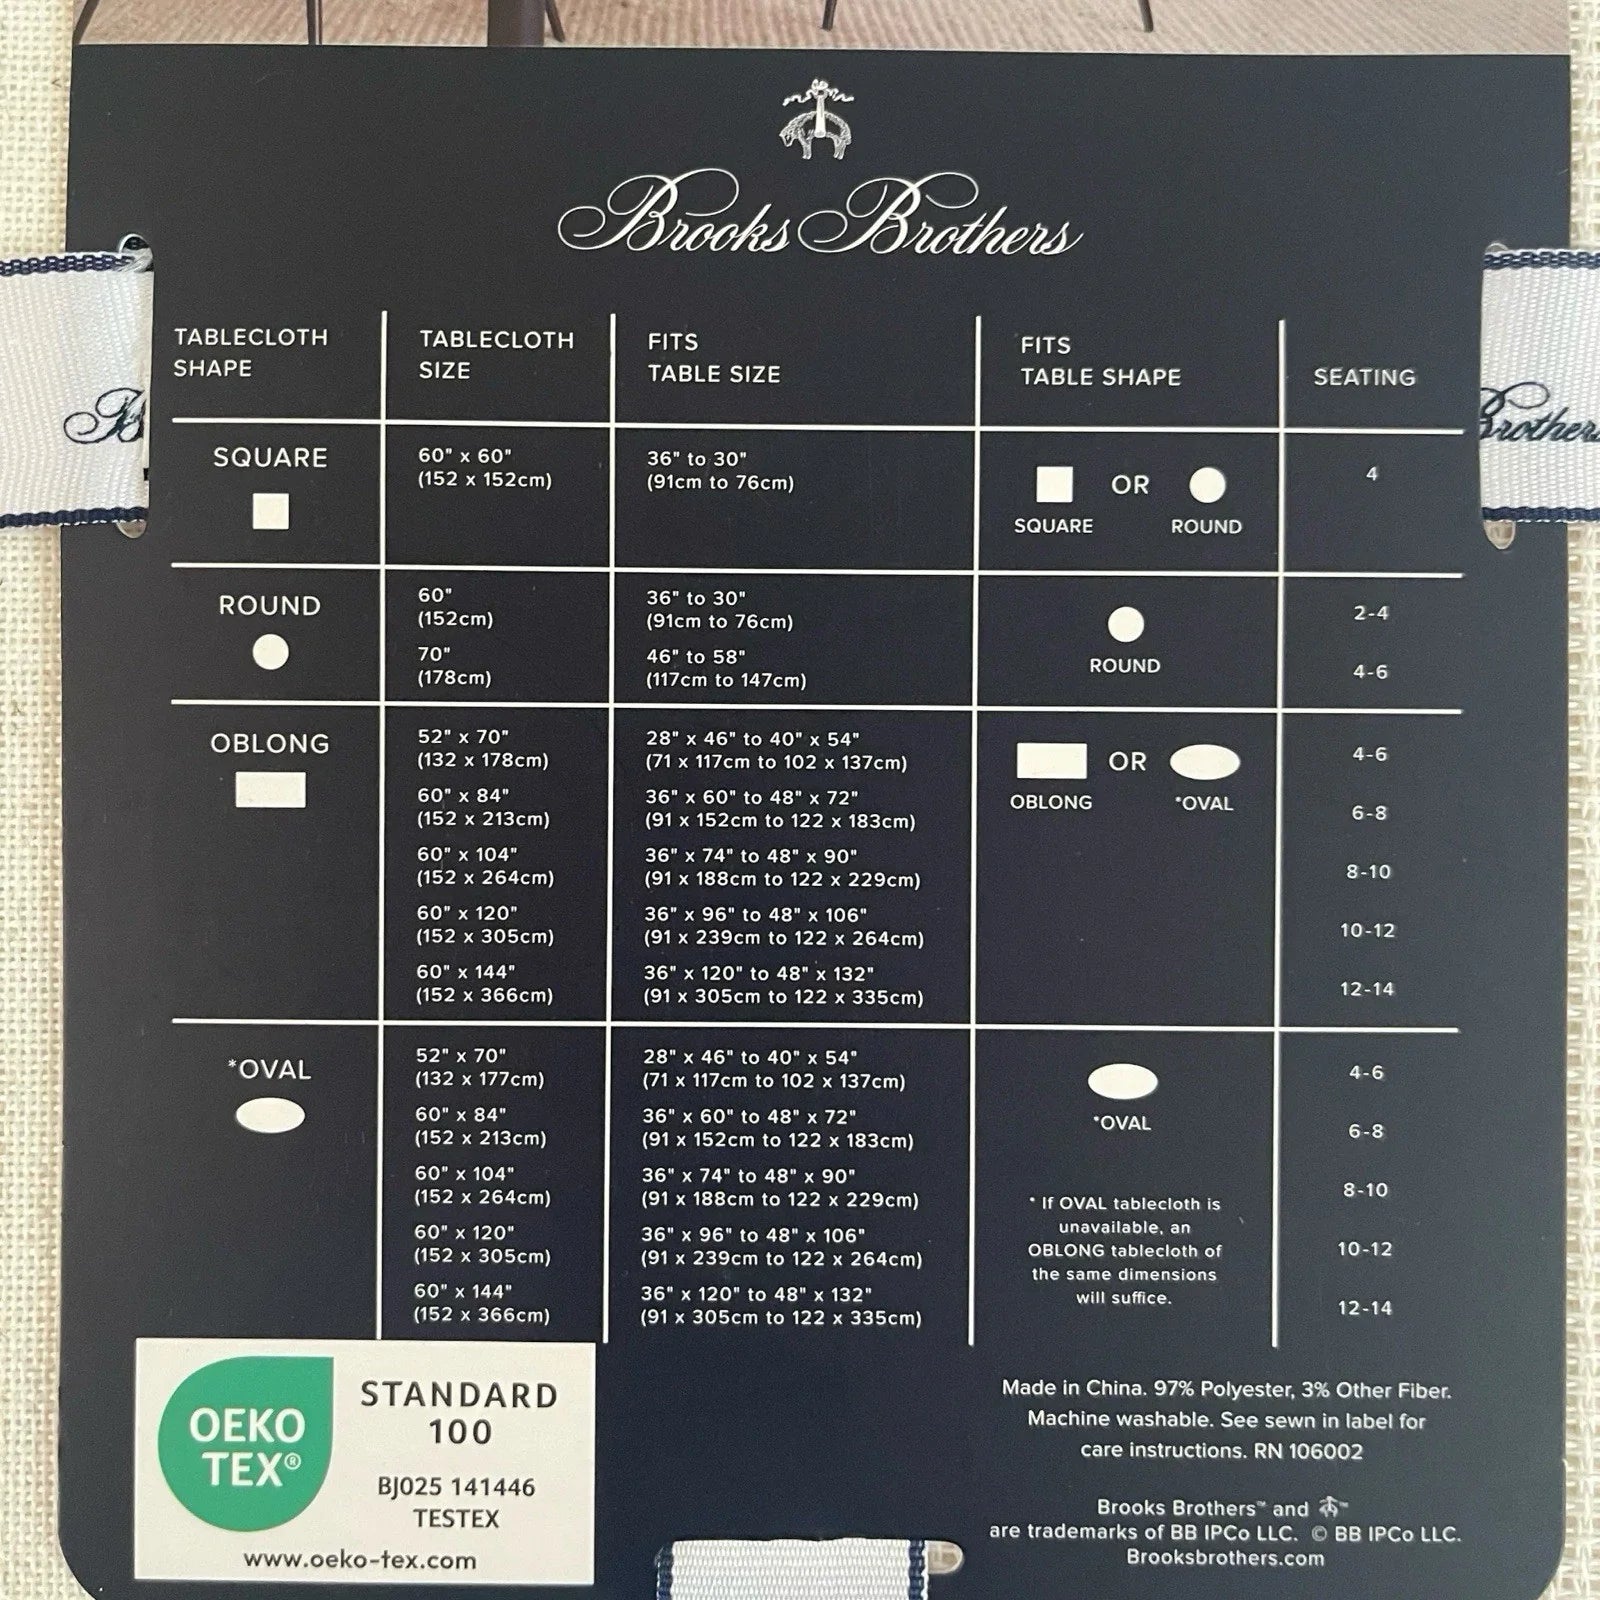 Brooks Brothers
TABLECLOTH SHAPE
TABLECLOTH SIZE
FITS TABLE SIZE
FITS TABLE SHAPE
SEATING
SQUARE
60" x 60"
(152 x 152cm)
36" to 30"
(91cm to 76cm)
SQUARE OR ROUND
4
ROUND
60"
(152cm)
36" to 30"
(91cm to 76cm)
ROUND
2-4
70"
(178cm)
46" to 58"
(117cm to 147cm)
4-6
OBLONG
52" x 70"
(132 x 178cm)
28" x 46" to 40" x 54"
(71 x 117cm to 102 x 137cm)
OBLONG OR *OVAL
4-6
60" x 84"
(152 x 213cm)
36" x 60" to 48" x 72"
(91 x 152cm to 122 x 183cm)
6-8
60" x 104"
(152 x 264cm)
36" x 74" to 48" x 90"
(91 x 188cm to 122 x 229cm)
8-10
60" x 120"
(152 x 305cm)
36" x 96" to 48" x 106"
(91 x 239cm to 122 x 264cm)
10-12
60" x 144"
(152 x 366cm)
36" x 120" to 48" x 132"
(91 x 305cm to 122 x 335cm)
12-14
*OVAL
52" x 70"
(132 x 177cm)
28" x 46" to 40" x 54"
(71 x 117cm to 102 x 137cm)
*OVAL
4-6
60" x 84"
(152 x 213cm)
36" x 60" to 48" x 72"
(91 x 152cm to 122 x 183cm)
6-8
60" x 104"
(152 x 264cm)
36" x 74" to 48" x 90"
(91 x 188cm to 122 x 229cm)
8-10
60" x 120"
(152 x 305cm)
36" x 96" to 48" x 106"
(91 x 239cm to 122 x 264cm)
10-12
60" x 144"
(152 x 366cm)
36" x 120" to 48" x 132"
(91 x 305cm to 122 x 335cm)
12-14
* If OVAL tablecloth is
unavailable, an
OBLONG tablecloth of
the same dimensions
will suffice.
OEKO
TEX®
STANDARD
100
BJ025 141446
TESTEX
www.oeko-tex.com
Made in China. 97% Polyester, 3% Other Fiber.
Machine washable. See sewn in label for
care instructions. RN 106002
Brooks Brothers™ and ™
are trademarks of BB IPCo LLC. © BB IPCo LLC.
Brooksbrothers.com
B
Brothers